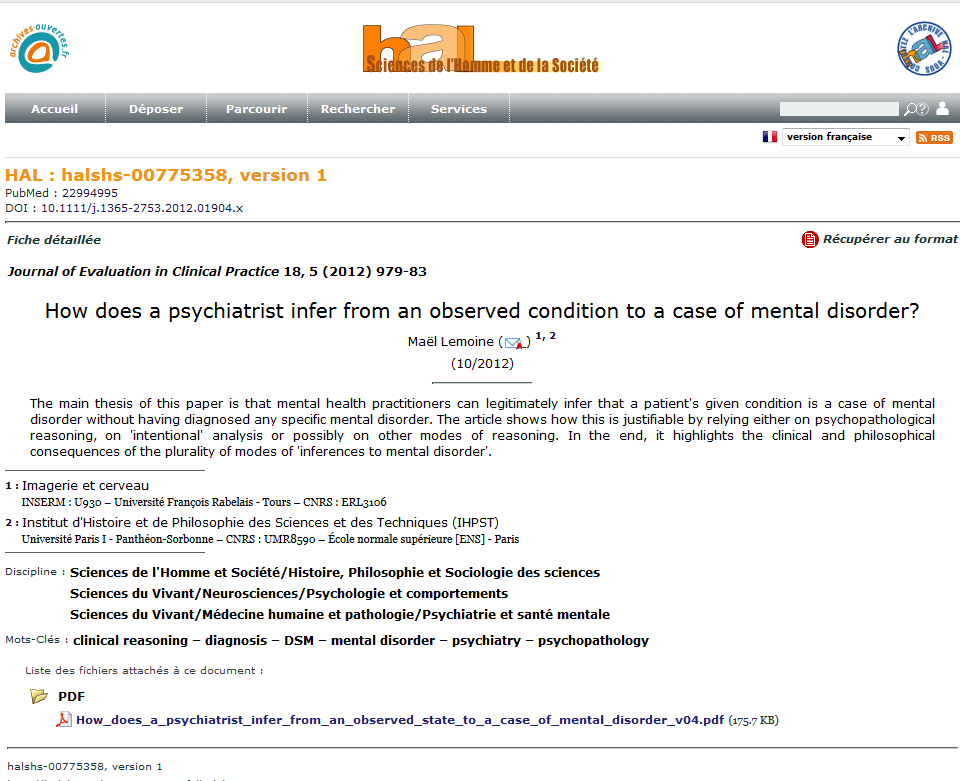 archives-ouvertes.fr
hal
Sciences de l'Homme et de la Société
Accueil
Déposer
Parcourir
Rechercher
Services
version française
RSS
HAL : halshs-00775358, version 1
PubMed : 22994995
DOI : 10.1111/j.1365-2753.2012.01904.x
Fiche détaillée
Récupérer au format
Journal of Evaluation in Clinical Practice 18, 5 (2012) 979-83
How does a psychiatrist infer from an observed condition to a case of mental disorder?
Maël Lemoine ( ) 1, 2
(10/2012)
The main thesis of this paper is that mental health practitioners can legitimately infer that a patient's given condition is a case of mental
disorder without having diagnosed any specific mental disorder. The article shows how this is justifiable by relying either on psychopathological
reasoning, on 'intentional' analysis or possibly on other modes of reasoning. In the end, it highlights the clinical and philosophical
consequences of the plurality of modes of 'inferences to mental disorder'.
1 : Imagerie et cerveau
INSERM : U930 – Université François Rabelais - Tours – CNRS : ERL3106
2 : Institut d'Histoire et de Philosophie des Sciences et des Techniques (IHPST)
Université Paris I - Panthéon-Sorbonne – CNRS : UMR8590 – École normale supérieure [ENS] - Paris
Discipline : Sciences de l'Homme et Société/Histoire, Philosophie et Sociologie des sciences
Sciences du Vivant/Neurosciences/Psychologie et comportements
Sciences du Vivant/Médecine humaine et pathologie/Psychiatrie et santé mentale
Mots-Clés : clinical reasoning – diagnosis – DSM – mental disorder – psychiatry – psychopathology
Liste des fichiers attachés à ce document :
PDF
How_does_a_psychiatrist_infer_from_an_observed_state_to_a_case_of_mental_disorder_v04.pdf (175.7 KB)
halshs-00775358, version 1